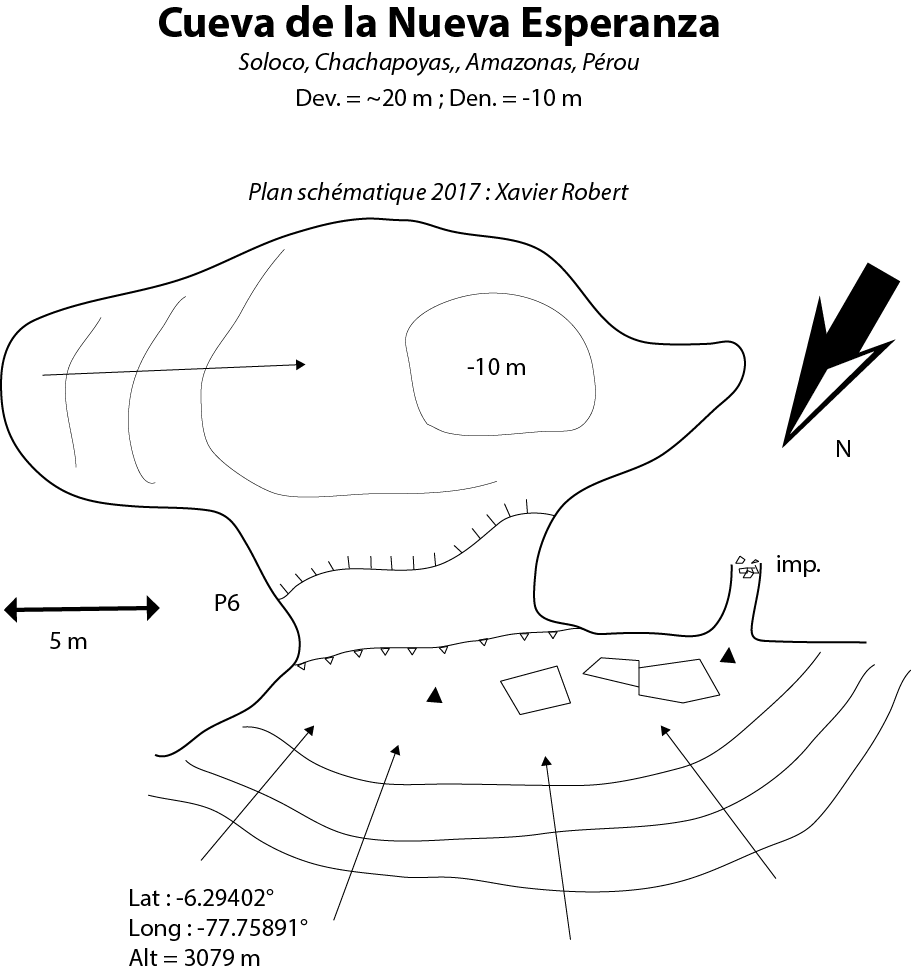 Cueva de la Nueva Esperanza
Soloco, Chachapoyas,, Amazonas, Pérou
Dev. = ~20 m ; Den. = -10 m
Plan schématique 2017 : Xavier Robert
-10 m
N
imp.
P6
5 m
Lat : -6.29402°
Long : -77.75891°
Alt = 3079 m